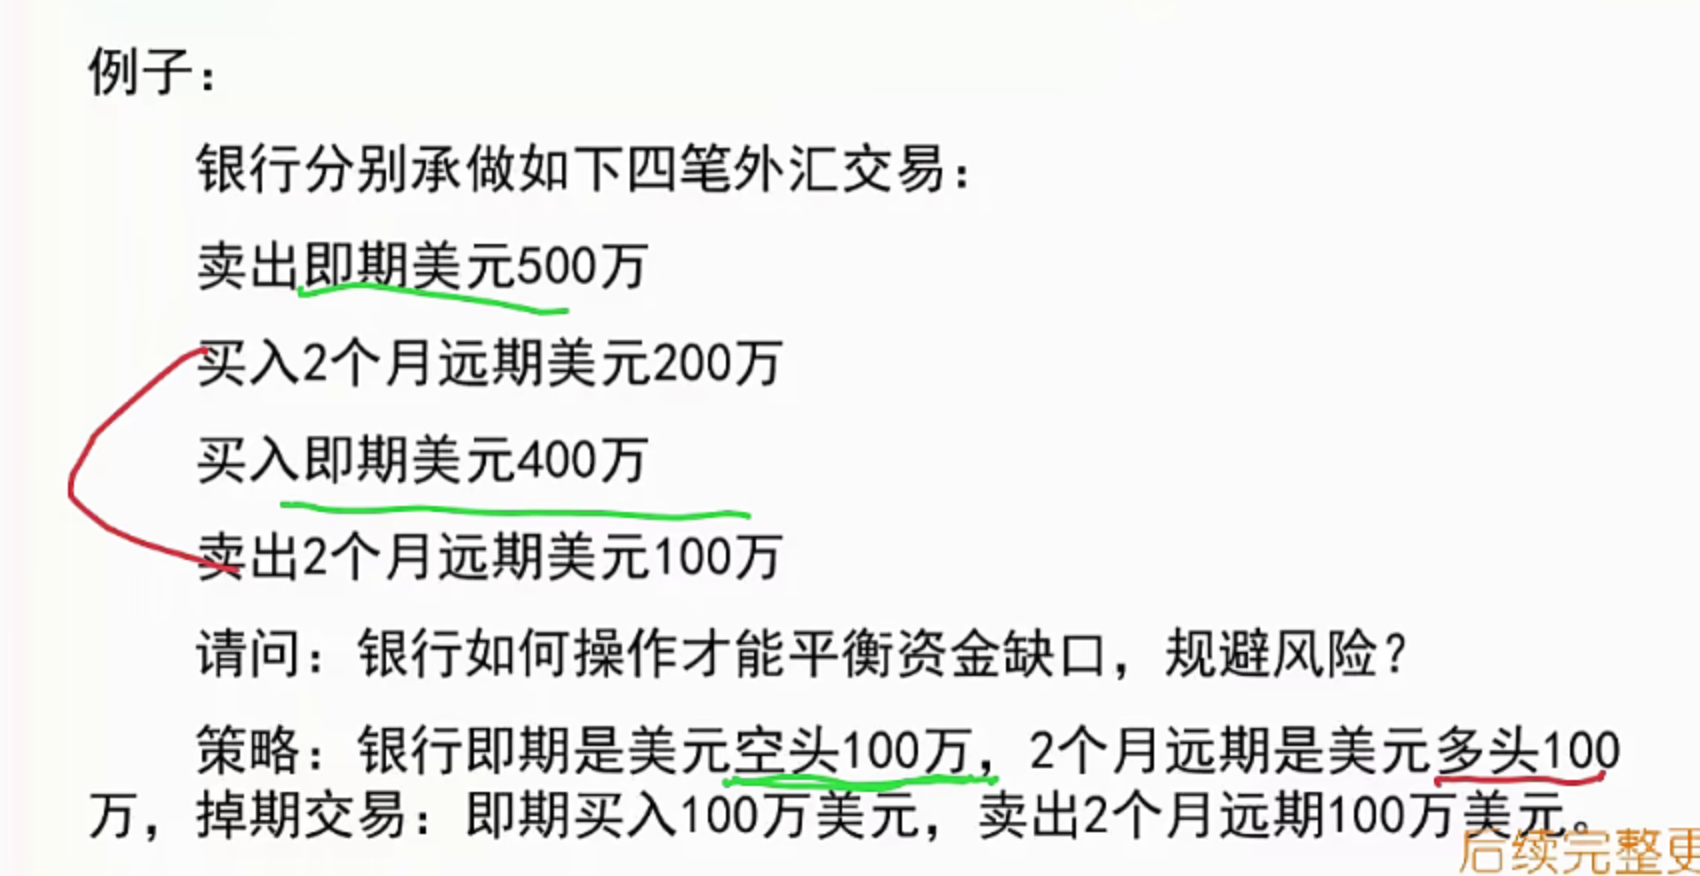 例子：
银行分别承做如下四笔外汇交易：
卖出即期美元500万
买入2个月远期美元200万
买入即期美元400万
卖出2个月远期美元100万
请问：银行如何操作才能平衡资金缺口，规避风险？
策略：银行即期是美元空头100万，2个月远期是美元多头100
万，掉期交易：即期买入100万美元，卖出2个月远期100万美元。
后续完整更